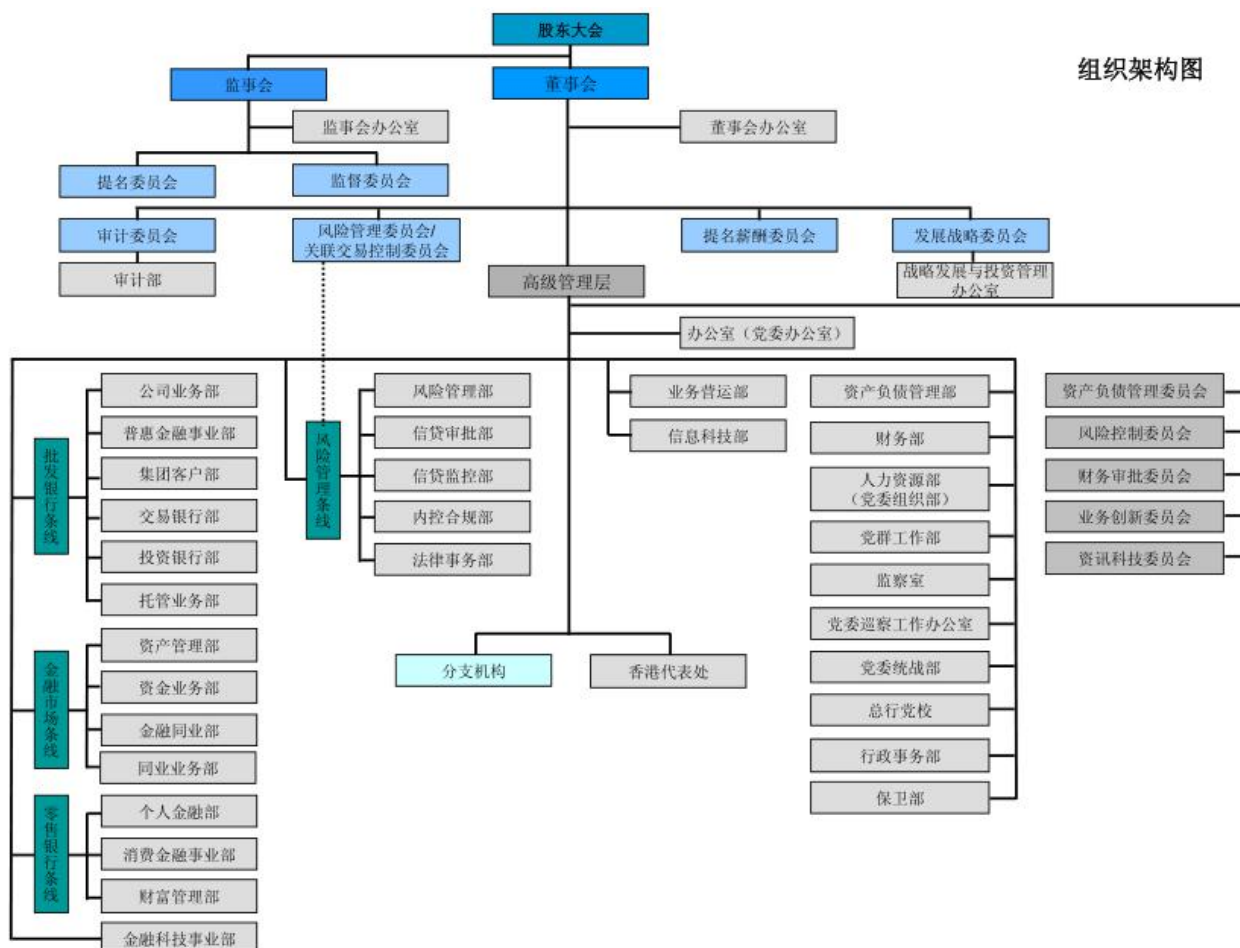 股东大会
组织架构图
监事会
董事会
监事会办公室
董事会办公室
提名委员会
监督委员会
审计委员会
风险管理委员会/
关联交易控制委员会
提名薪酬委员会
发展战略委员会
审计部
高级管理层
战略发展与投资管理
办公室
办公室（党委办公室）
批发银行条线
公司业务部
普惠金融事业部
集团客户部
交易银行部
投资银行部
托管业务部
金融市场条线
资产管理部
资金业务部
金融同业部
同业业务部
零售银行条线
个人金融部
消费金融事业部
财富管理部
金融科技事业部
风险管理条线
风险管理部
信贷审批部
信贷监控部
内控合规部
法律事务部
业务营运部
信息科技部
分支机构
香港代表处
资产负债管理部
财务部
人力资源部
（党委组织部）
党群工作部
监察室
党委巡察工作办公室
党委统战部
总行党校
行政事务部
保卫部
资产负债管理委员会
风险控制委员会
财务审批委员会
业务创新委员会
资讯科技委员会